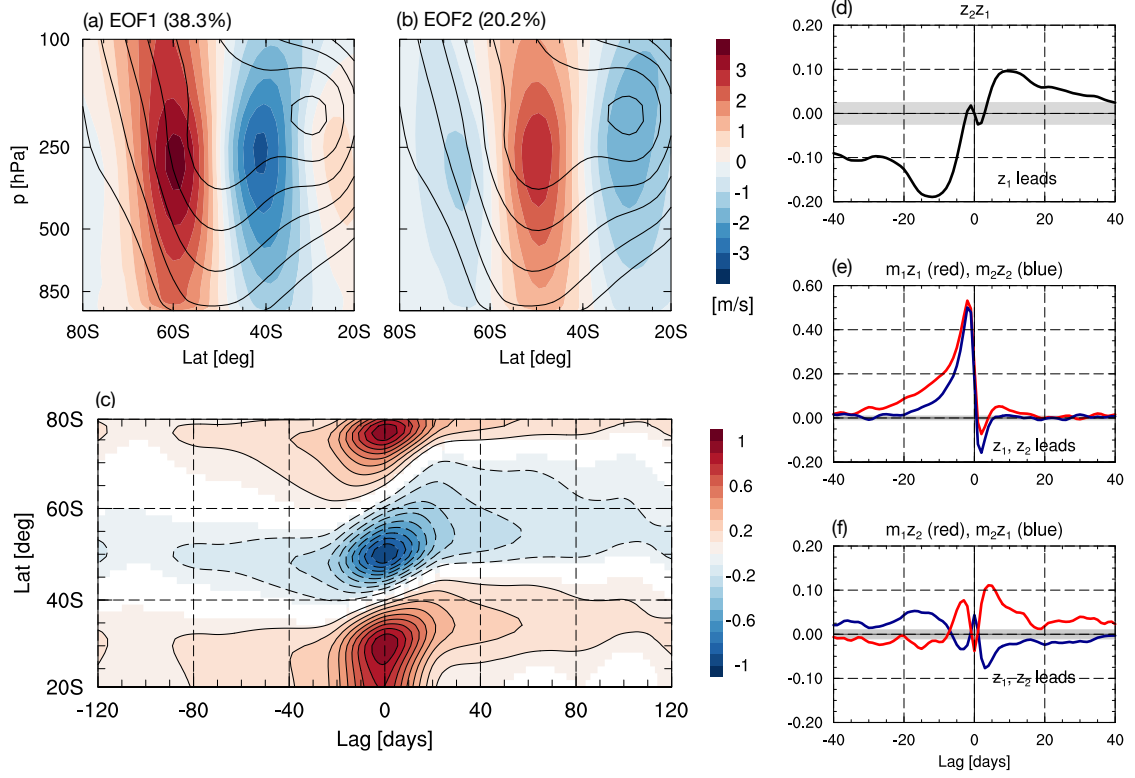 (a) EOF1 (38.3%)
100
250
500
850
p [hPa]
80S 60S 40S 20S
Lat [deg]
(b) EOF2 (20.2%)
80S 60S 40S 20S
Lat [deg]
3
2
1
0
-1
-2
-3
[m/s]
(c)
80S
60S
40S
20S
Lat [deg]
-120 -80 -40 0 40 80 120
Lag [days]
1
0.6
0.2
-0.2
-0.6
-1
(d)
z₂z₁
0.10
0.00
-0.10
-0.20
z₁ leads
-40 -20 0 20 40
(e)
m₁z₁ (red), m₂z₂ (blue)
0.60
0.40
0.20
0.00
-0.20
z₁, z₂ leads
-40 -20 0 20 40
(f)
m₁z₂ (red), m₂z₁ (blue)
0.20
0.10
0.00
-0.10
-0.20
z₁, z₂ leads
-40 -20 0 20 40
Lag [days]